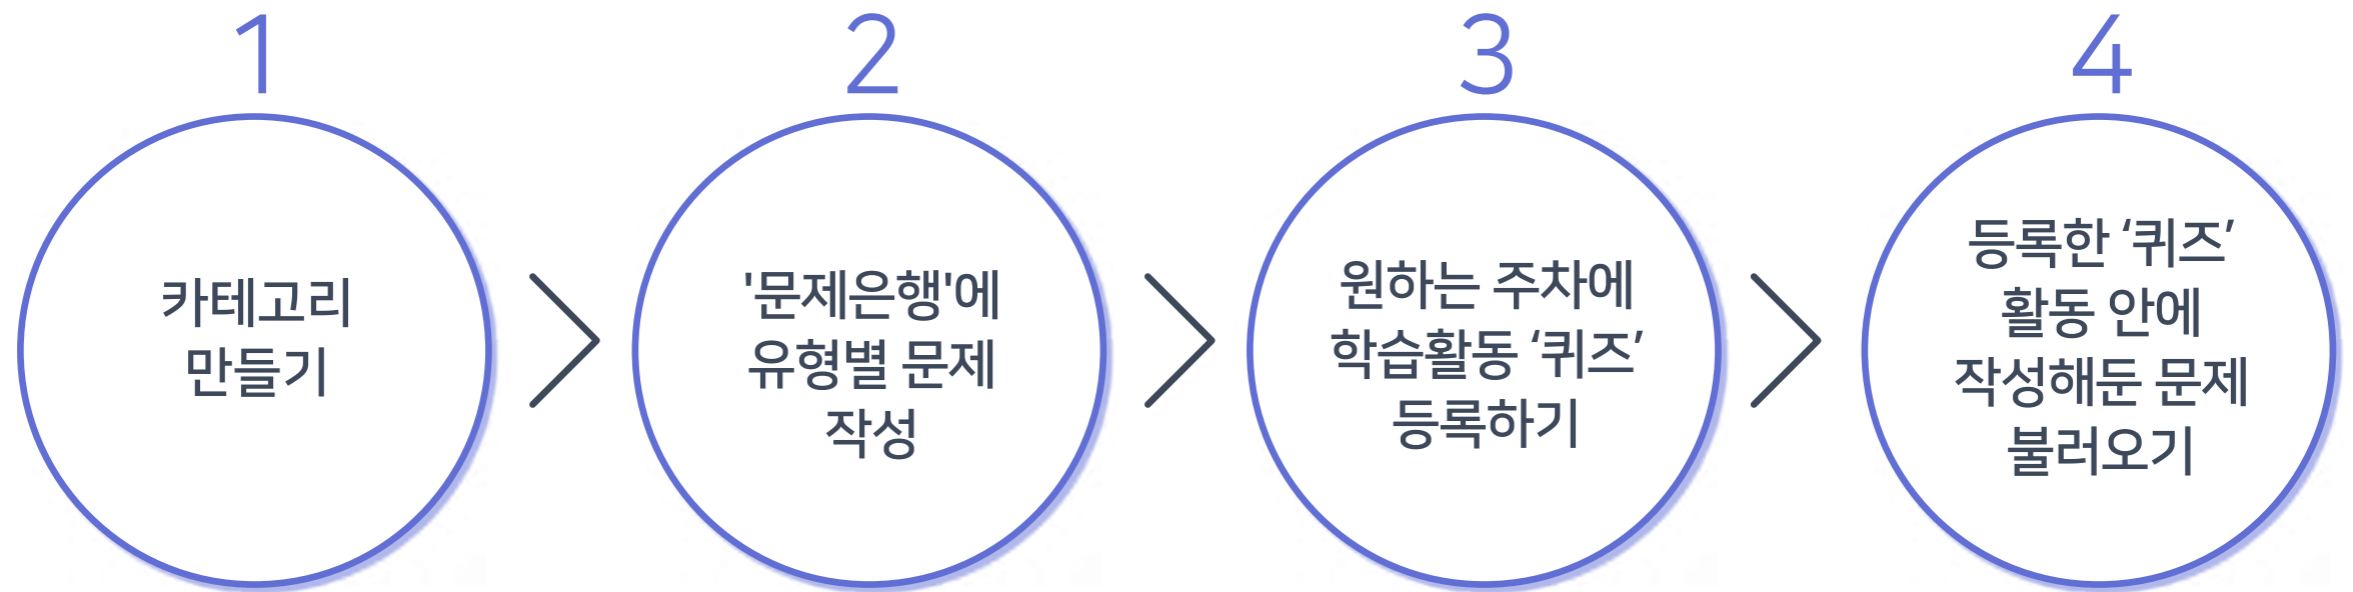 1
카테고리
만들기
2
'문제은행'에
유형별 문제
작성
3
원하는 주차에
학습활동 ‘퀴즈’
등록하기
4
등록한 ‘퀴즈’
활동 안에
작성해둔 문제
불러오기